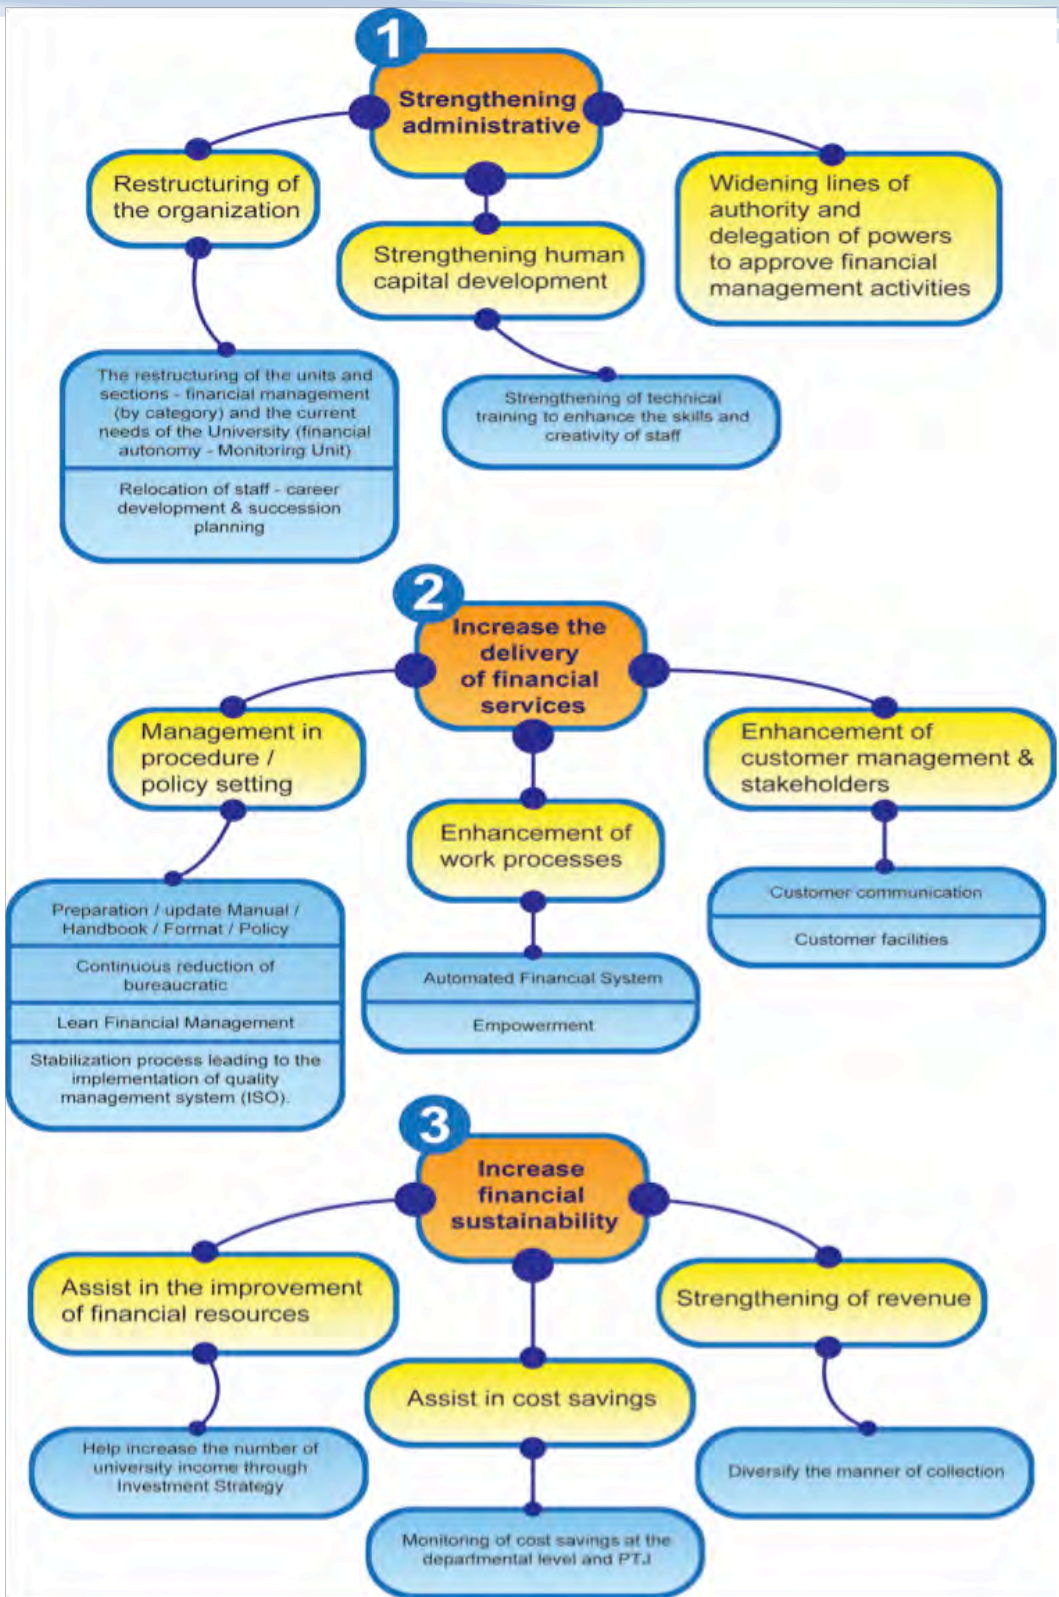 1
Strengthening
administrative
Restructuring of
the organization
Strengthening human
capital development
Widening lines of
authority and
delegation of powers
to approve financial
management activities
The restructuring of the units and
sections - financial management
(by category) and the current
needs of the University (financial
autonomy - Monitoring Unit)
Relocation of staff - career
development & succession
planning
Strengthening of technical
training to enhance the skills and
creativity of staff
2
Increase the
delivery
of financial
services
Management in
procedure /
policy setting
Enhancement of
work processes
Enhancement of
customer management &
stakeholders
Preparation / update Manual /
Handbook / Format / Policy
Continuous reduction of
bureaucratic
Lean Financial Management
Stabilization process leading to the
implementation of quality
management system (ISO).
Automated Financial System
Empowerment
Customer communication
Customer facilities
3
Increase
financial
sustainability
Assist in the improvement
of financial resources
Assist in cost savings
Strengthening of revenue
Help increase the number of
university income through
Investment Strategy
Monitoring of cost savings at the
departmental level and PTJ
Diversify the manner of collection